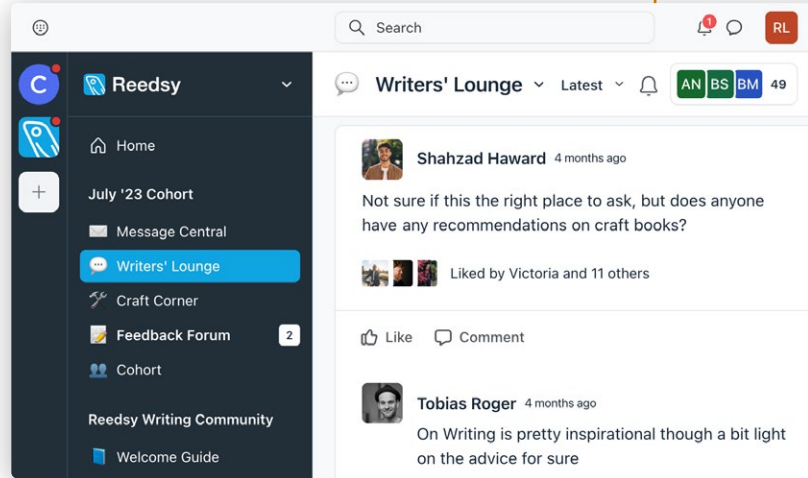 Search
1
RL
C
Reedsy
Home
July '23 Cohort
Message Central
Writers' Lounge
Craft Corner
Feedback Forum
2
Cohort
Reedsy Writing Community
Welcome Guide
Writers' Lounge
Latest
AN BS BM 49
Shahzad Haward 4 months ago
Not sure if this the right place to ask, but does anyone
have any recommendations on craft books?
Liked by Victoria and 11 others
Like Comment
Tobias Roger 4 months ago
On Writing is pretty inspirational though a bit light
on the advice for sure